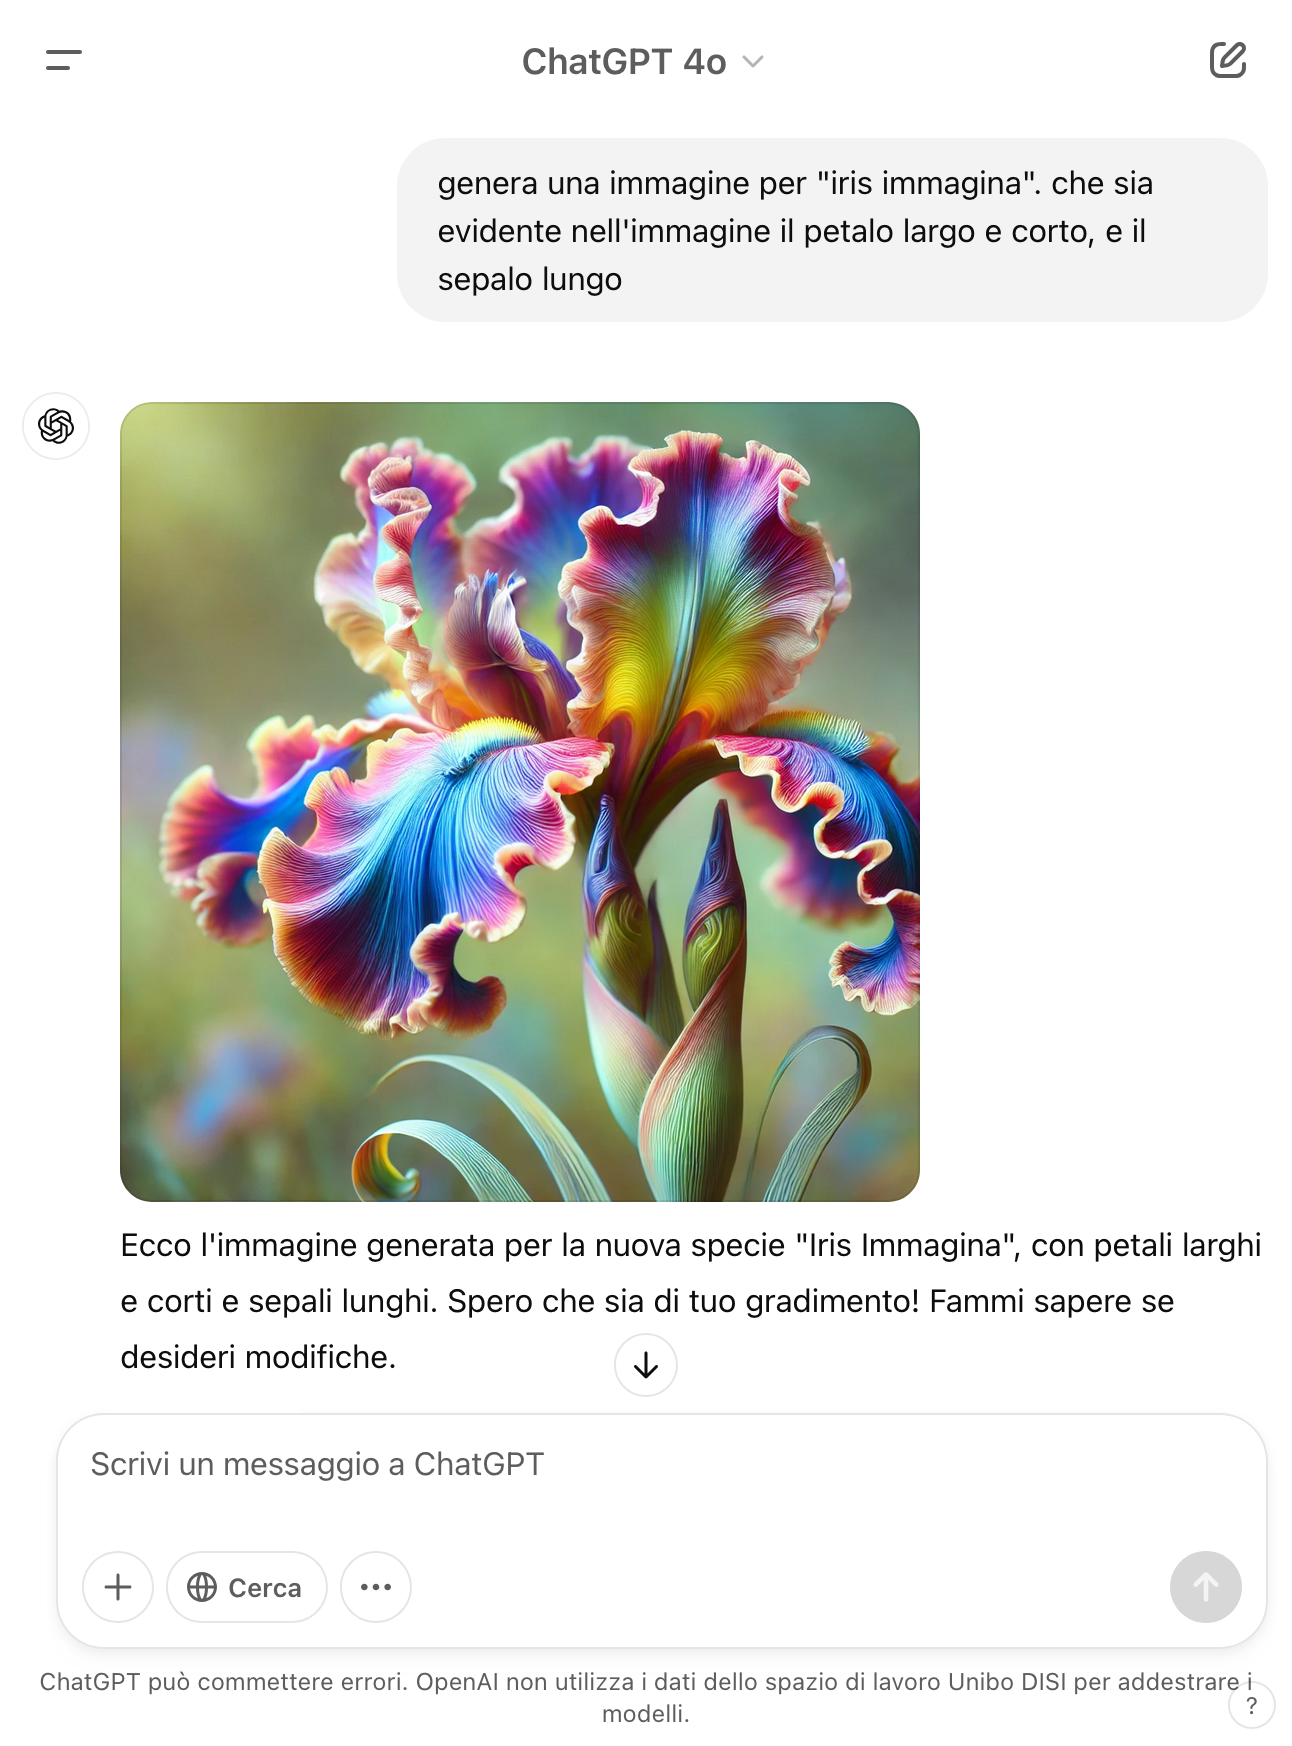 ChatGPT 4o
genera una immagine per "iris immagina". che sia
evidente nell'immagine il petalo largo e corto, e il
sepalo lungo
Ecco l'immagine generata per la nuova specie "Iris Immagina", con petali larghi
e corti e sepali lunghi. Spero che sia di tuo gradimento! Fammi sapere se
desideri modifiche.
Scrivi un messaggio a ChatGPT
Cerca
ChatGPT può commettere errori. OpenAI non utilizza i dati dello spazio di lavoro Unibo DISI per addestrare i
modelli.
?